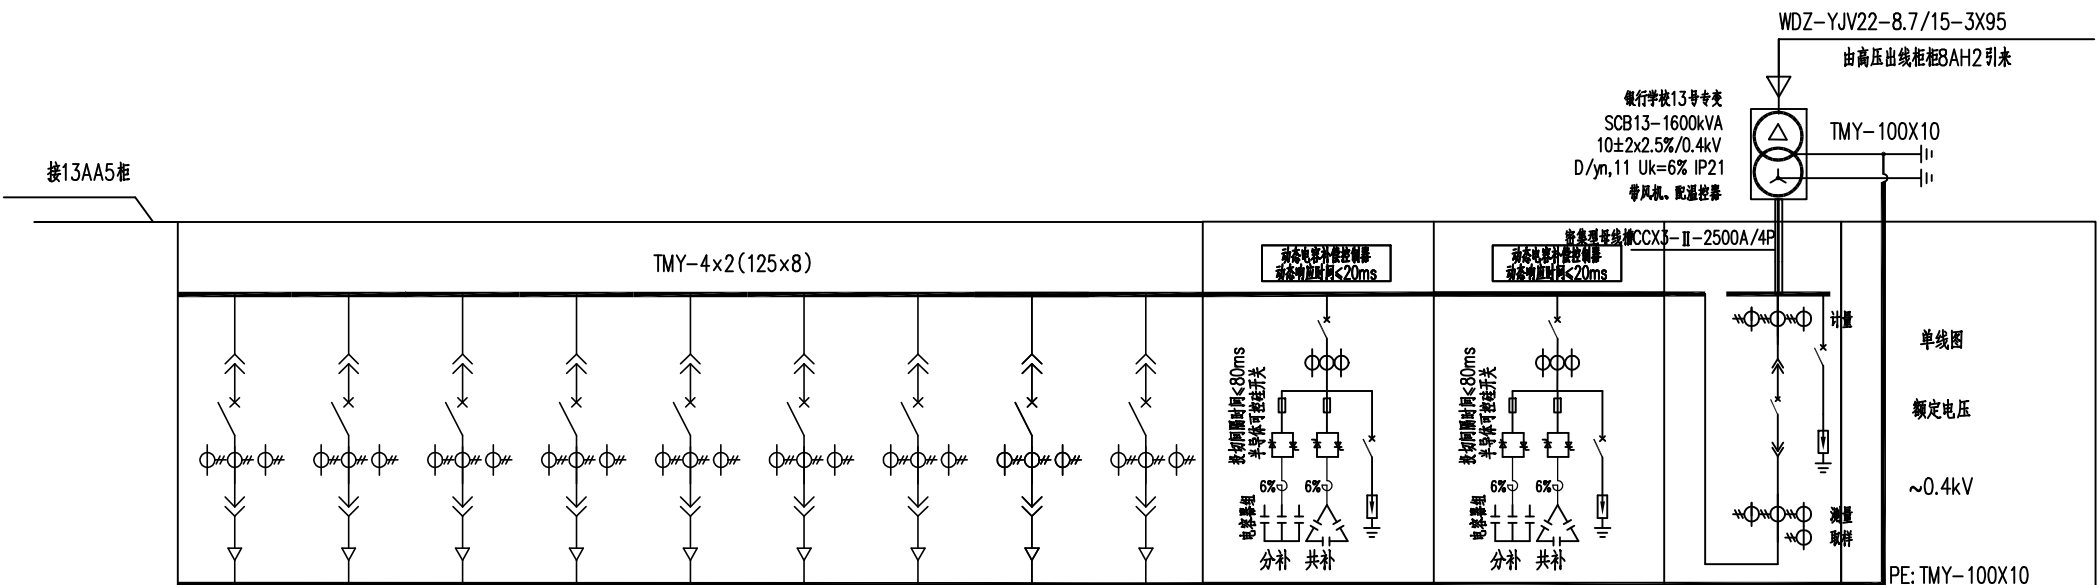 WDZ-YJV22-8.7/15-3X95
由高压出线柜柜8AH2引来
银行学校13号专变
SCB13-1600kVA
10±2x2.5%/0.4kV
D/yn,11 Uk=6% IP21
带风机、配温控器
TMY-100X10
接13AA5柜
TMY-4x2(125x8)
动态电容补偿控制器
动态响应时间≤20ms
动态电容补偿控制器
动态响应时间≤20ms
密集型母线槽CCX3-Ⅱ-2500A/4P
计量
单线图
额定电压
~0.4kV
投切间隔时间≤80ms
半导体可控硅开关
投切间隔时间≤80ms
半导体可控硅开关
6%
6%
6%
6%
电容器组
电容器组
测量
取样
分补
共补
分补
共补
PE: TMY-100X10